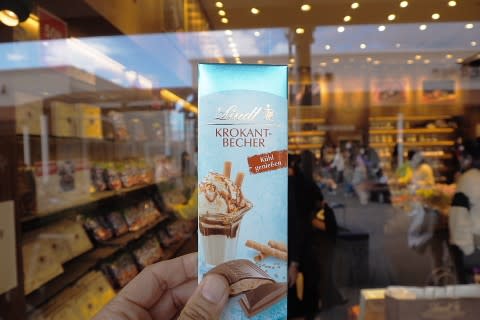 Lindt
KROKANT-
BECHER
Kühl
genießen